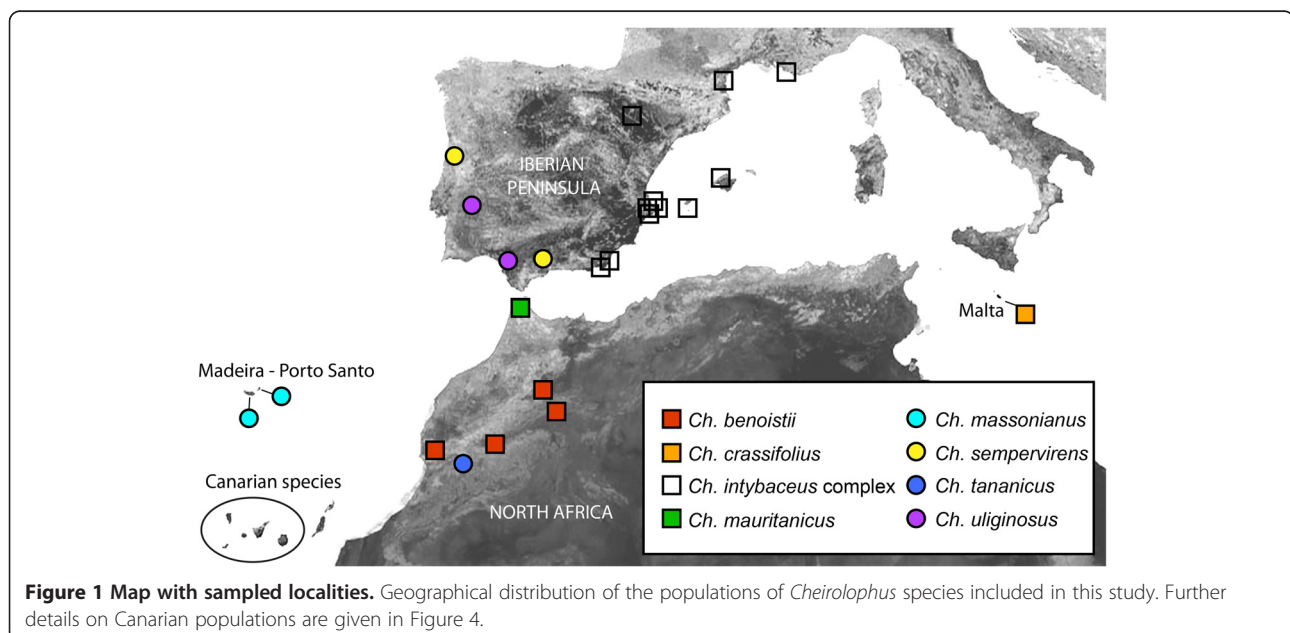 IBERIAN
PENINSULA
Malta
Madeira - Porto Santo
Canarian species
NORTH AFRICA
Ch. benoistii
Ch. crassifolius
Ch. intybaceus complex
Ch. mauritanicus
Ch. massonianus
Ch. sempervirens
Ch. tananicus
Ch. uliginosus
Figure 1 Map with sampled localities. Geographical distribution of the populations of Cheirolophus species included in this study. Further
details on Canarian populations are given in Figure 4.